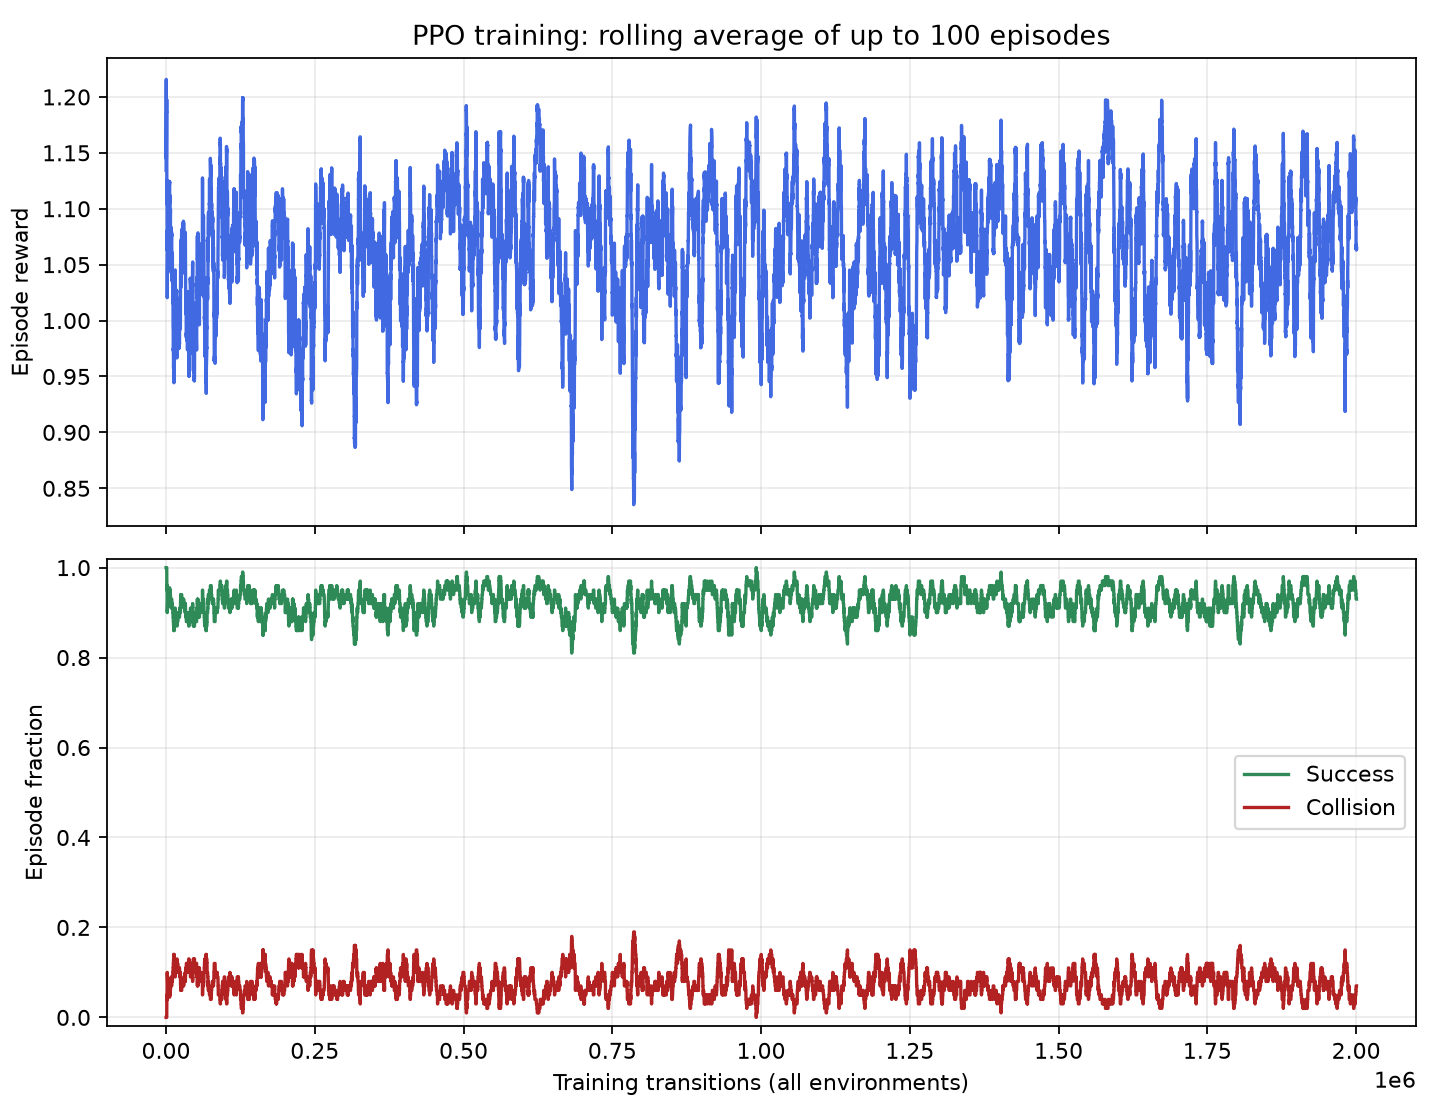 PPO training: rolling average of up to 100 episodes
Episode reward
1.20
1.15
1.10
1.05
1.00
0.95
0.90
0.85
Episode fraction
1.0
0.8
0.6
0.4
0.2
0.0
Success
Collision
0.00 0.25 0.50 0.75 1.00 1.25 1.50 1.75 2.00
1e6
Training transitions (all environments)